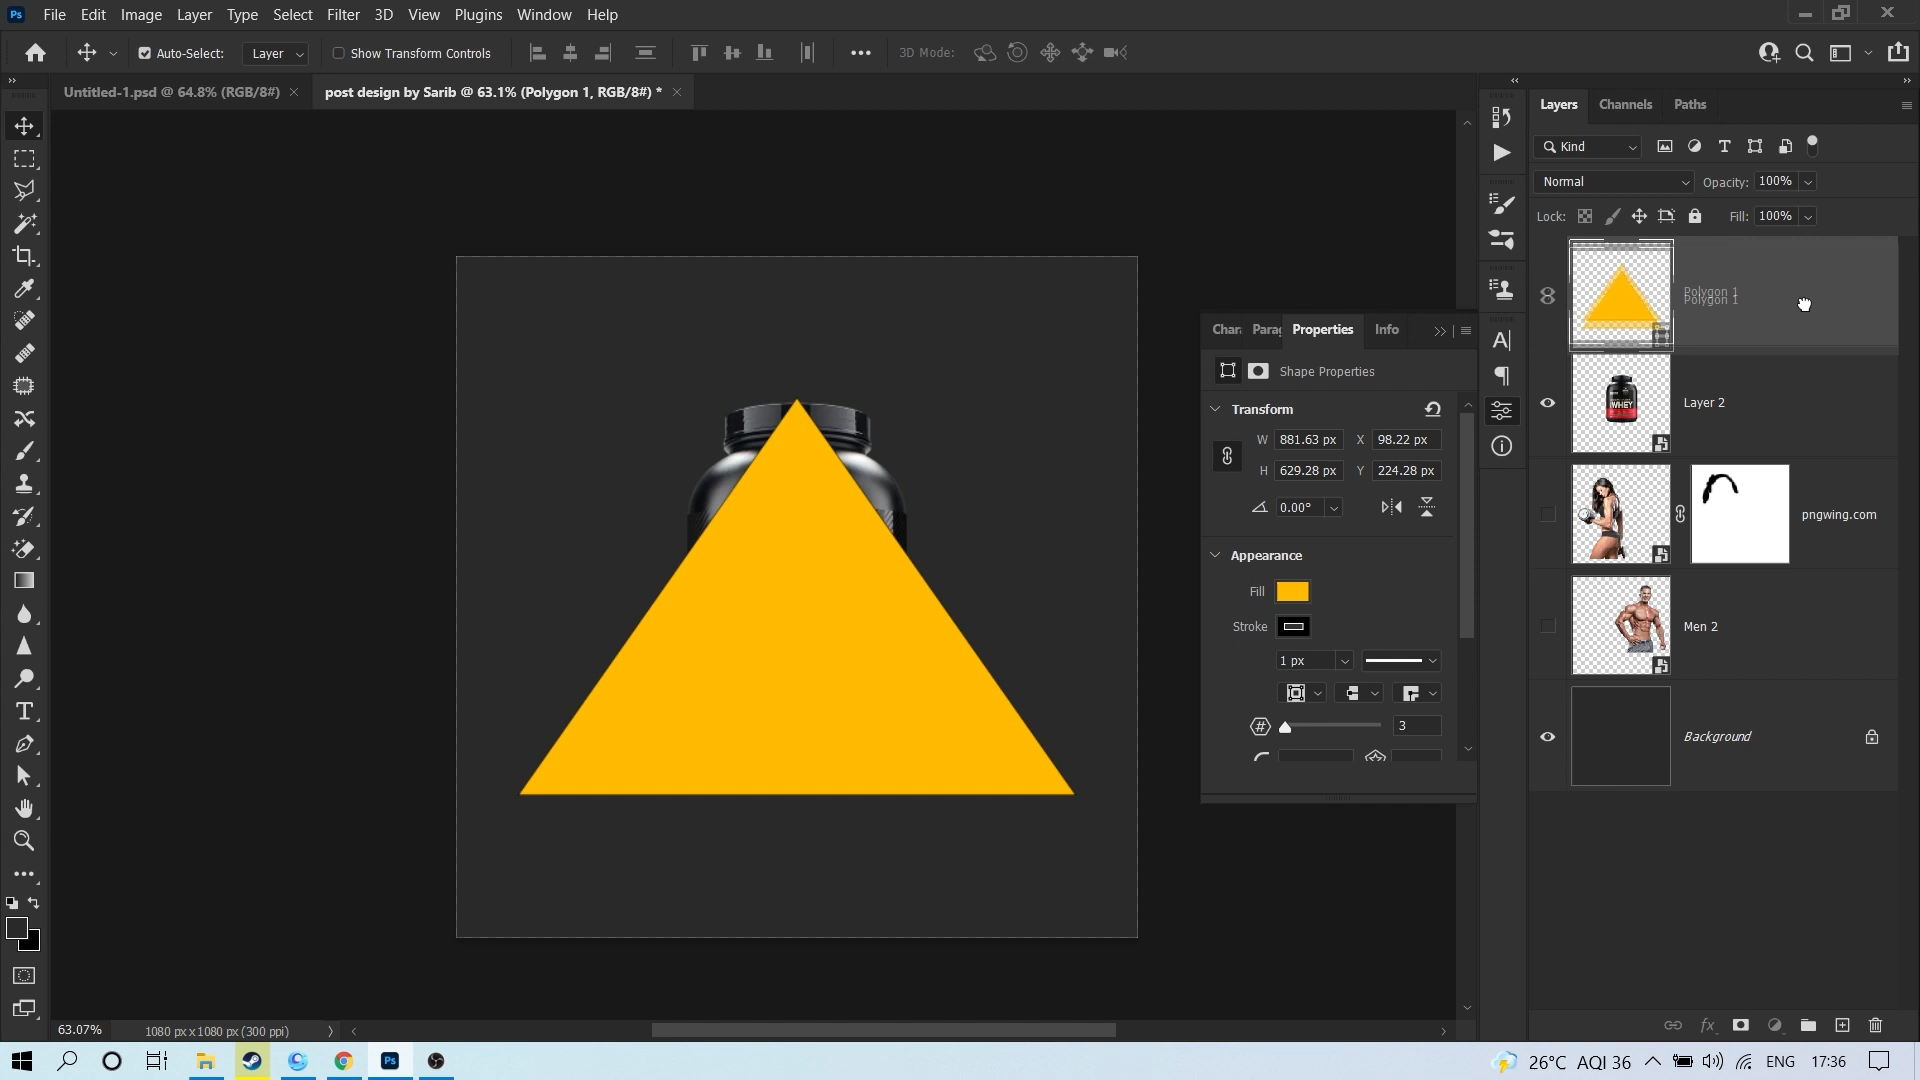 Ps File Edit Image Layer Type Select Filter 3D View Plugins Window Help
Auto-Select: Layer Show Transform Controls 3D Mode:
Untitled-1.psd @ 64.8% (RGB/8#) × post design by Sarib @ 63.1% (Polygon 1, RGB/8#) * ×
Layers Channels Paths
Kind
Normal Opacity: 100%
Lock: Fill: 100%
Polygon 1
Polygon 1
WHEY
Layer 2
pngwing.com
Men 2
Background
Char Parag Properties Info
Shape Properties
Transform
W 881.63 px X 98.22 px
H 629.28 px Y 224.28 px
0.00°
Appearance
Fill
Stroke
1 px
# 3
63.07% 1080 px x 1080 px (300 ppi)
fx
Ps 26°C AQI 36 ENG 17:36